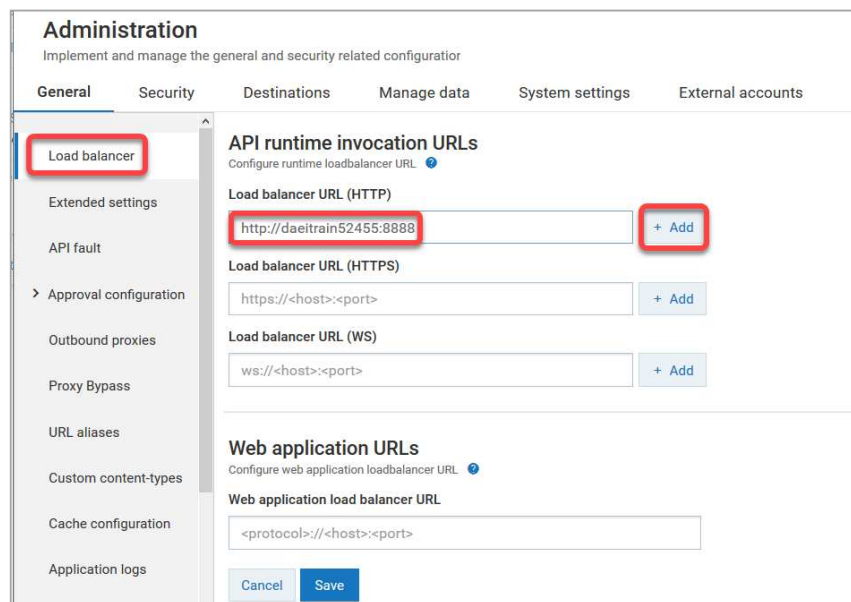 Administration
Implement and manage the general and security related configuratior
General Security Destinations Manage data System settings External accounts
Load balancer
Extended settings
API fault
Approval configuration
Outbound proxies
Proxy Bypass
URL aliases
Custom content-types
Cache configuration
Application logs
API runtime invocation URLs
Configure runtime loadbalancer URL ?
Load balancer URL (HTTP)
http://daeitrain52455:8888
+ Add
Load balancer URL (HTTPS)
https://<host>:<port>
+ Add
Load balancer URL (WS)
ws://<host>:<port>
+ Add
Web application URLs
Configure web application loadbalancer URL ?
Web application load balancer URL
<protocol>://<host>:<port>
Cancel Save